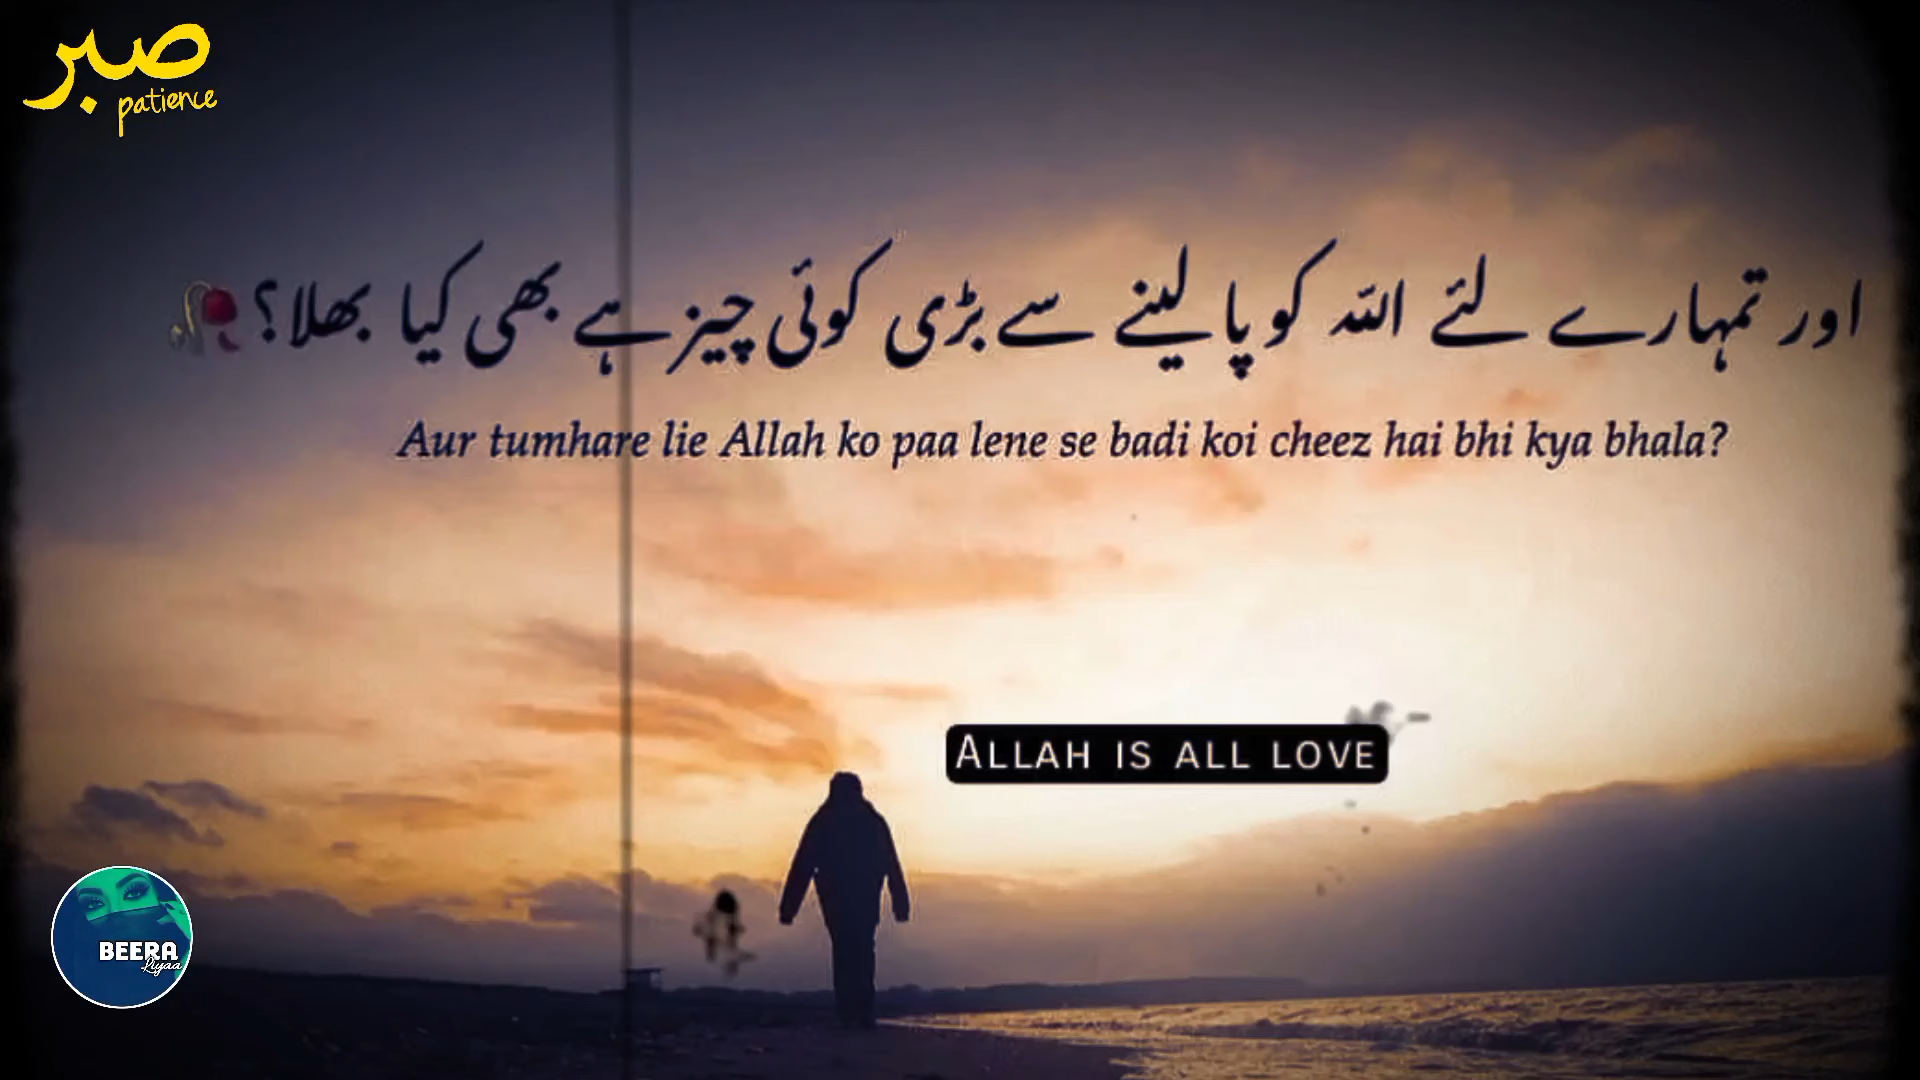 صبر
patience
اور تمہارے لئے اللہ کو پا لینے سے بڑی کوئی چیز ہے بھی کیا بھلا؟
Aur tumhare lie Allah ko paa lene se badi koi cheez hai bhi kya bhala?
ALLAH IS ALL LOVE
BEERA
Liyaa